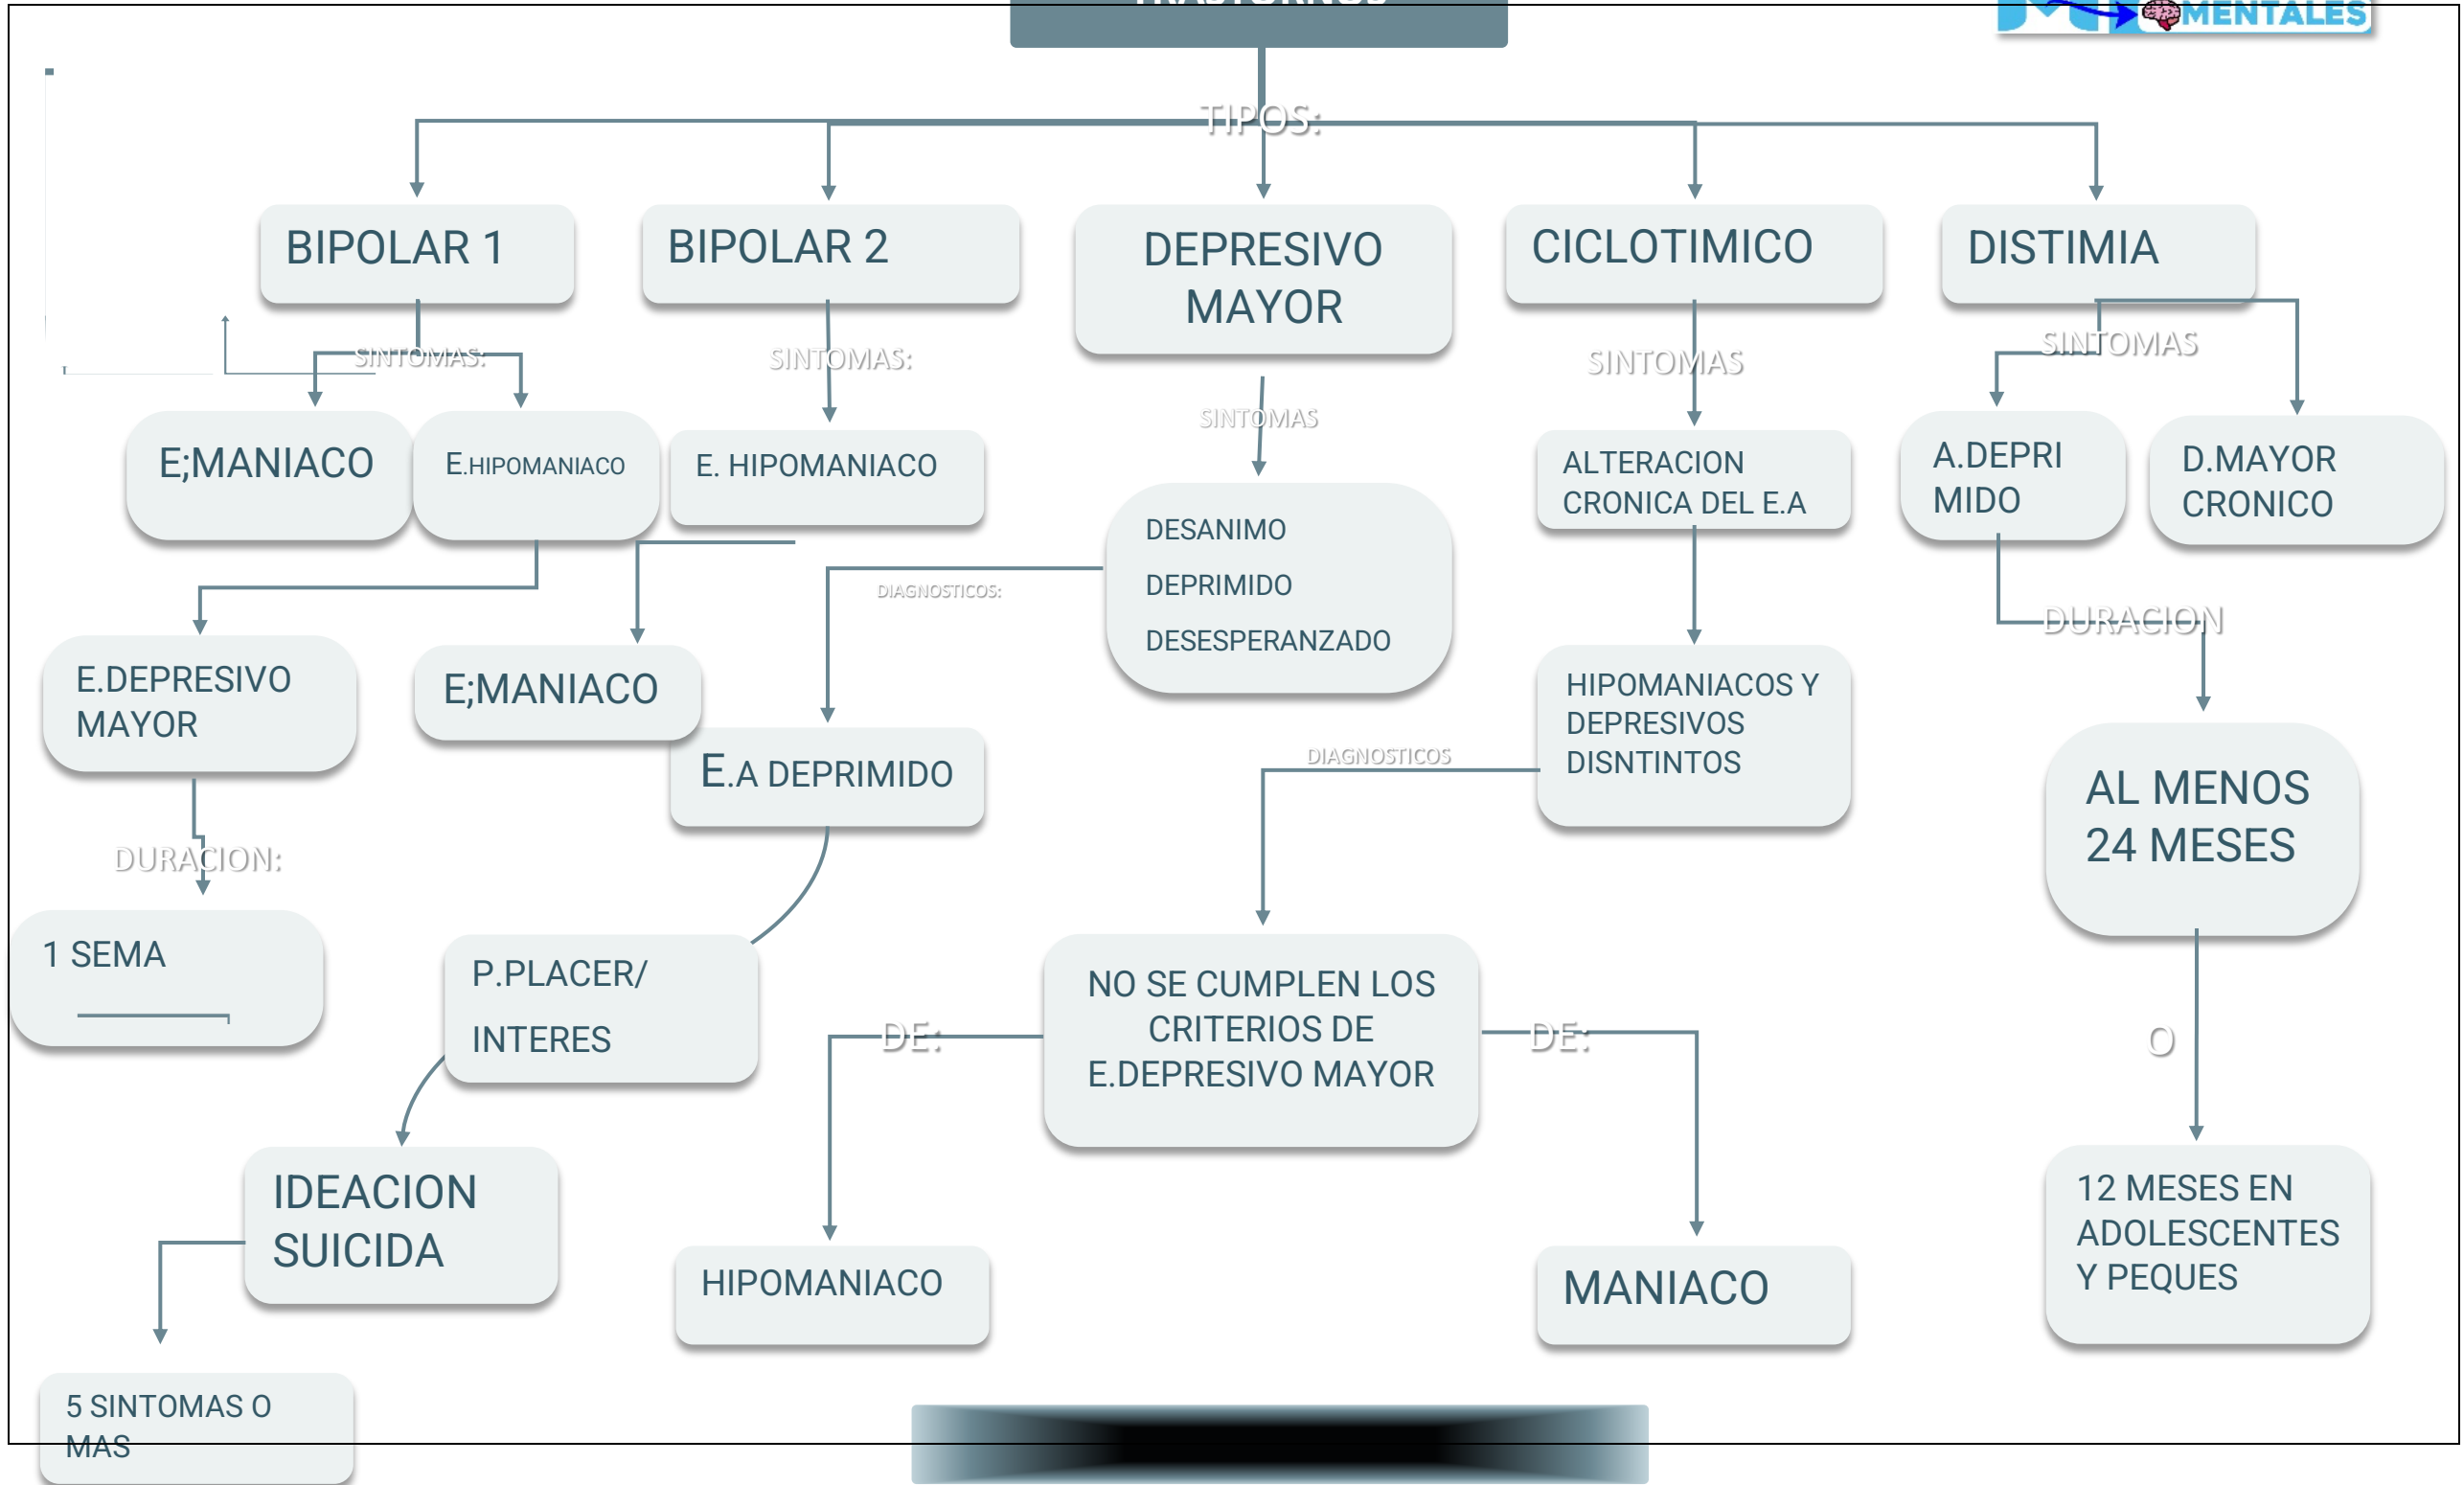 TRASTORNOS
MENTALES
TIPOS:
BIPOLAR 1
BIPOLAR 2
DEPRESIVO
MAYOR
CICLOTIMICO
DISTIMIA
SINTOMAS:
SINTOMAS:
SINTOMAS
SINTOMAS
SINTOMAS
E;MANIACO
E.HIPOMANIACO
E. HIPOMANIACO
DESANIMO
DEPRIMIDO
DESESPERANZADO
ALTERACION
CRONICA DEL E.A
A.DEPRI
MIDO
D.MAYOR
CRONICO
DIAGNOSTICOS:
DURACION
E.DEPRESIVO
MAYOR
E;MANIACO
E.A DEPRIMIDO
HIPOMANIACOS Y
DEPRESIVOS
DISNTINTOS
DIAGNOSTICOS
AL MENOS
24 MESES
DURACION:
1 SEMA
P.PLACER/
INTERES
NO SE CUMPLEN LOS
CRITERIOS DE
E.DEPRESIVO MAYOR
DE:
DE:
O
IDEACION
SUICIDA
HIPOMANIACO
MANIACO
12 MESES EN
ADOLESCENTES
Y PEQUES
5 SINTOMAS O
MAS